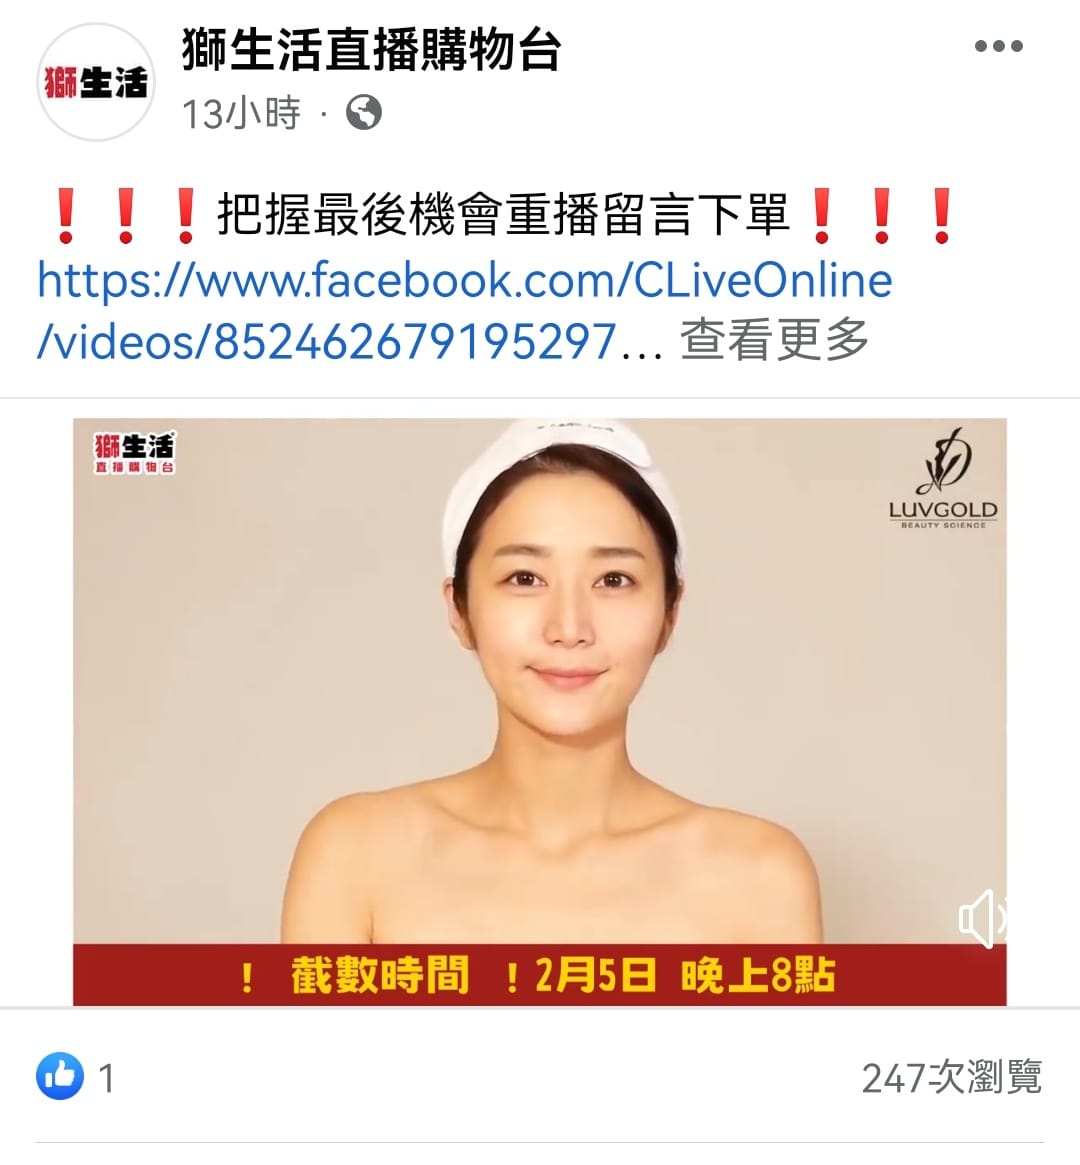 獅生活
獅生活直播購物台
13小時 ·
❗❗❗把握最後機會重播留言下單❗❗❗
https://www.facebook.com/CLiveOnline
/videos/852462679195297... 查看更多
獅生活
直播購物台
LUVGOLD
BEAUTY SCIENCE
! 截數時間 !2月5日 晚上8點
1
247次瀏覽